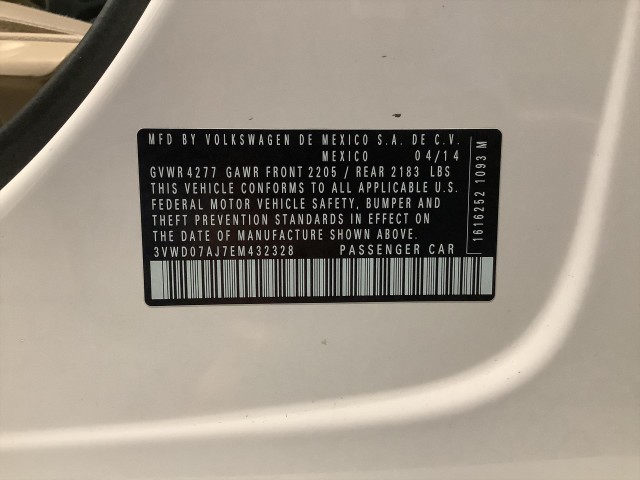 MFD BY VOLKSWAGEN DE MEXICO S.A. DE C.V.
MEXICO 04/14
GVWR 4277 GAWR FRONT 2205 / REAR 2183 LBS
THIS VEHICLE CONFORMS TO ALL APPLICABLE U.S.
FEDERAL MOTOR VEHICLE SAFETY, BUMPER AND
THEFT PREVENTION STANDARDS IN EFFECT ON
THE DATE OF MANUFACTURE SHOWN ABOVE.
3VWD07AJ7EM432328 PASSENGER CAR
1616252 1093 M